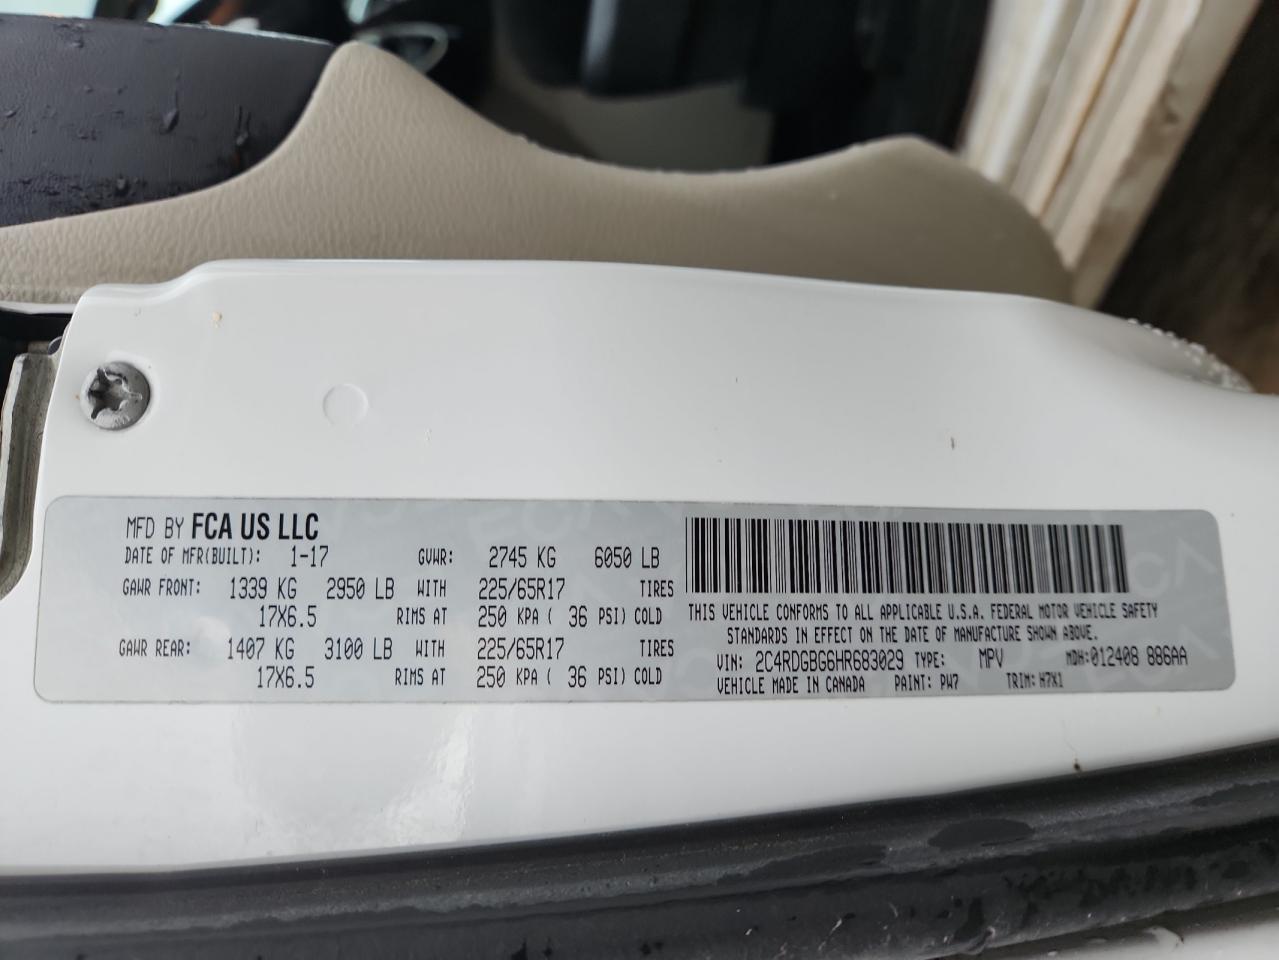 MFD BY FCA US LLC
DATE OF MFR(BUILT): 1-17 GVWR: 2745 KG 6050 LB
GAWR FRONT: 1339 KG 2950 LB WITH 225/65R17 TIRES
17X6.5 RIMS AT 250 KPA ( 36 PSI) COLD
GAWR REAR: 1407 KG 3100 LB WITH 225/65R17 TIRES
17X6.5 RIMS AT 250 KPA ( 36 PSI) COLD
THIS VEHICLE CONFORMS TO ALL APPLICABLE U.S.A. FEDERAL MOTOR VEHICLE SAFETY
STANDARDS IN EFFECT ON THE DATE OF MANUFACTURE SHOWN ABOVE.
VIN: 2C4RDGBG6HR683029 TYPE: MPV MDH:012408 886AA
VEHICLE MADE IN CANADA PAINT: PW7 TRIM: H7X1